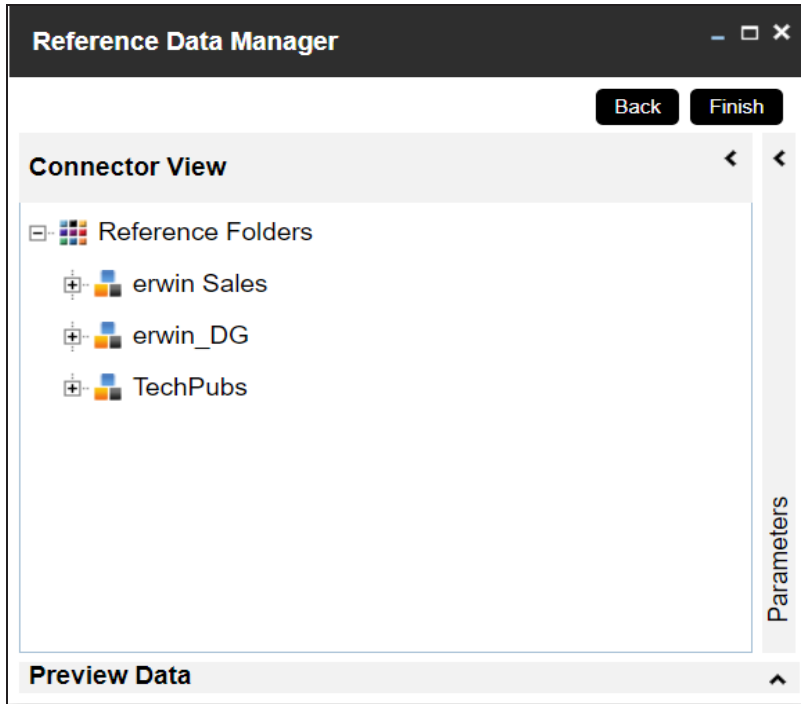 Reference Data Manager
Back Finish
Connector View
Reference Folders
erwin Sales
erwin_DG
TechPubs
Parameters
Preview Data